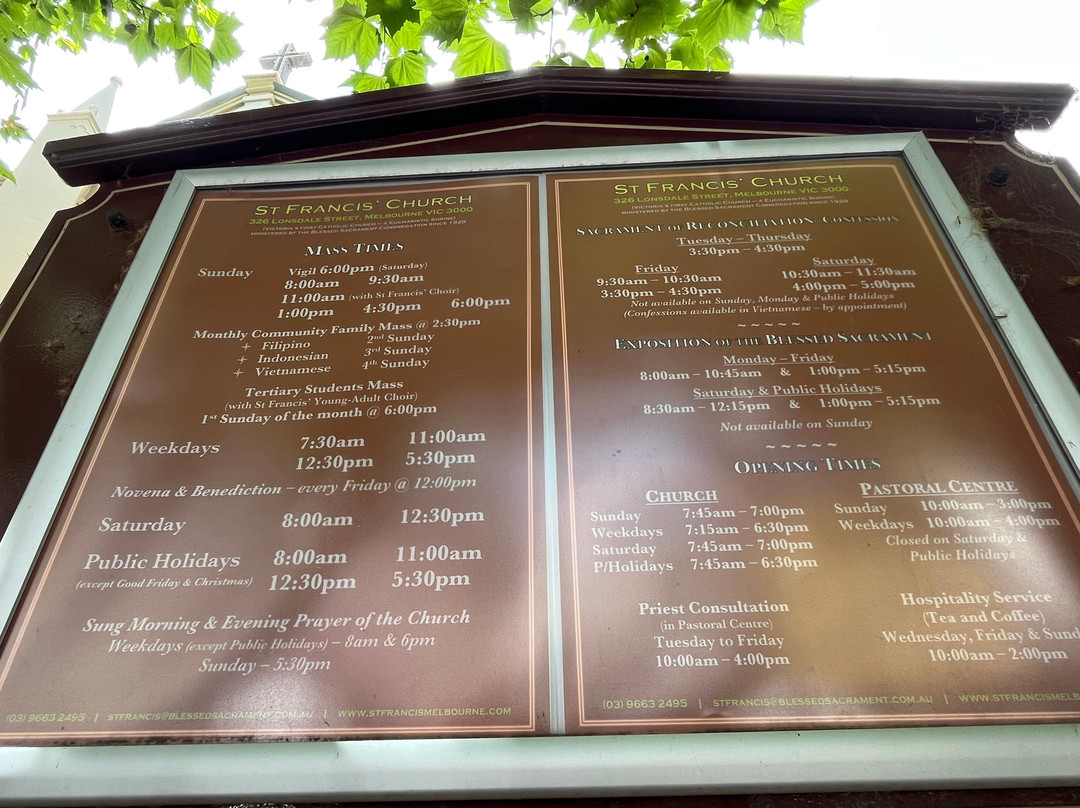 St Francis' Church
326 Lonsdale Street, Melbourne VIC 3000
(Victoria's first Catholic Church – a Eucharistic Shrine)
ministered by the Blessed Sacrament Congregation since 1929
Mass Times
Sunday Vigil 6:00pm (Saturday)
8:00am 9:30am
11:00am (with St Francis' Choir)
1:00pm 4:30pm 6:00pm
Monthly Community Family Mass @ 2:30pm
Filipino 2nd Sunday
Indonesian 3rd Sunday
Vietnamese 4th Sunday
Tertiary Students Mass
(with St Francis' Young-Adult Choir)
1st Sunday of the month @ 6:00pm
Weekdays 7:30am 11:00am
12:30pm 5:30pm
Novena & Benediction – every Friday @ 12:00pm
Saturday 8:00am 12:30pm
Public Holidays 8:00am 11:00am
(except Good Friday & Christmas) 12:30pm 5:30pm
Sung Morning & Evening Prayer of the Church
Weekdays (except Public Holidays) – 8am & 6pm
Sunday – 5:30pm
(03) 9663 2495 | stfrancis@blessedsacrament.com.au | www.stfrancismelbourne.com
St Francis' Church
326 Lonsdale Street, Melbourne VIC 3000
(Victoria's first Catholic Church – a Eucharistic Shrine)
ministered by the Blessed Sacrament Congregation since 1929
Sacrament of Reconciliation/Confession
Tuesday – Thursday
3:30pm – 4:30pm
Friday Saturday
9:30am – 10:30am 10:30am – 11:30am
3:30pm – 4:30pm 4:00pm – 5:00pm
Not available on Sunday, Monday & Public Holidays
(Confessions available in Vietnamese – by appointment)
~ ~ ~ ~ ~
Exposition of the Blessed Sacrament
Monday – Friday
8:00am – 10:45am & 1:00pm – 5:15pm
Saturday & Public Holidays
8:30am – 12:15pm & 1:00pm – 5:15pm
Not available on Sunday
~ ~ ~ ~ ~
Opening Times
Church Pastoral Centre
Sunday 7:45am – 7:00pm Sunday 10:00am – 3:00pm
Weekdays 7:15am – 6:30pm Weekdays 10:00am – 4:00pm
Saturday 7:45am – 7:00pm Closed on Saturday &
P/Holidays 7:45am – 6:30pm Public Holidays
Priest Consultation Hospitality Service
(in Pastoral Centre) (Tea and Coffee)
Tuesday to Friday Wednesday, Friday & Sund
10:00am – 4:00pm 10:00am – 2:00pm
(03) 9663 2495 | stfrancis@blessedsacrament.com.au | www.stfrancismelb